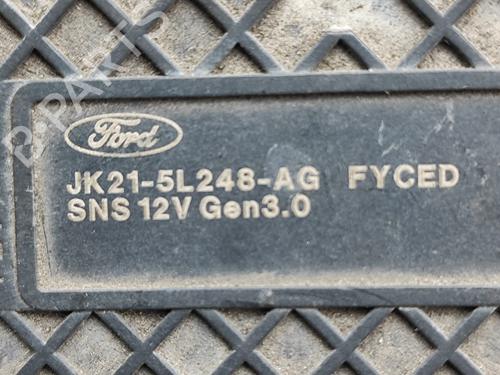 B-PARTS
Ford
JK21-5L248-AG FYCED
SNS 12V Gen3.0